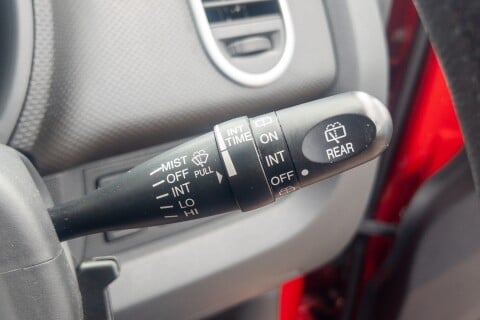 MIST
OFF
INT
LO
HI
PULL
INT
TIME
ON
INT
OFF
REAR